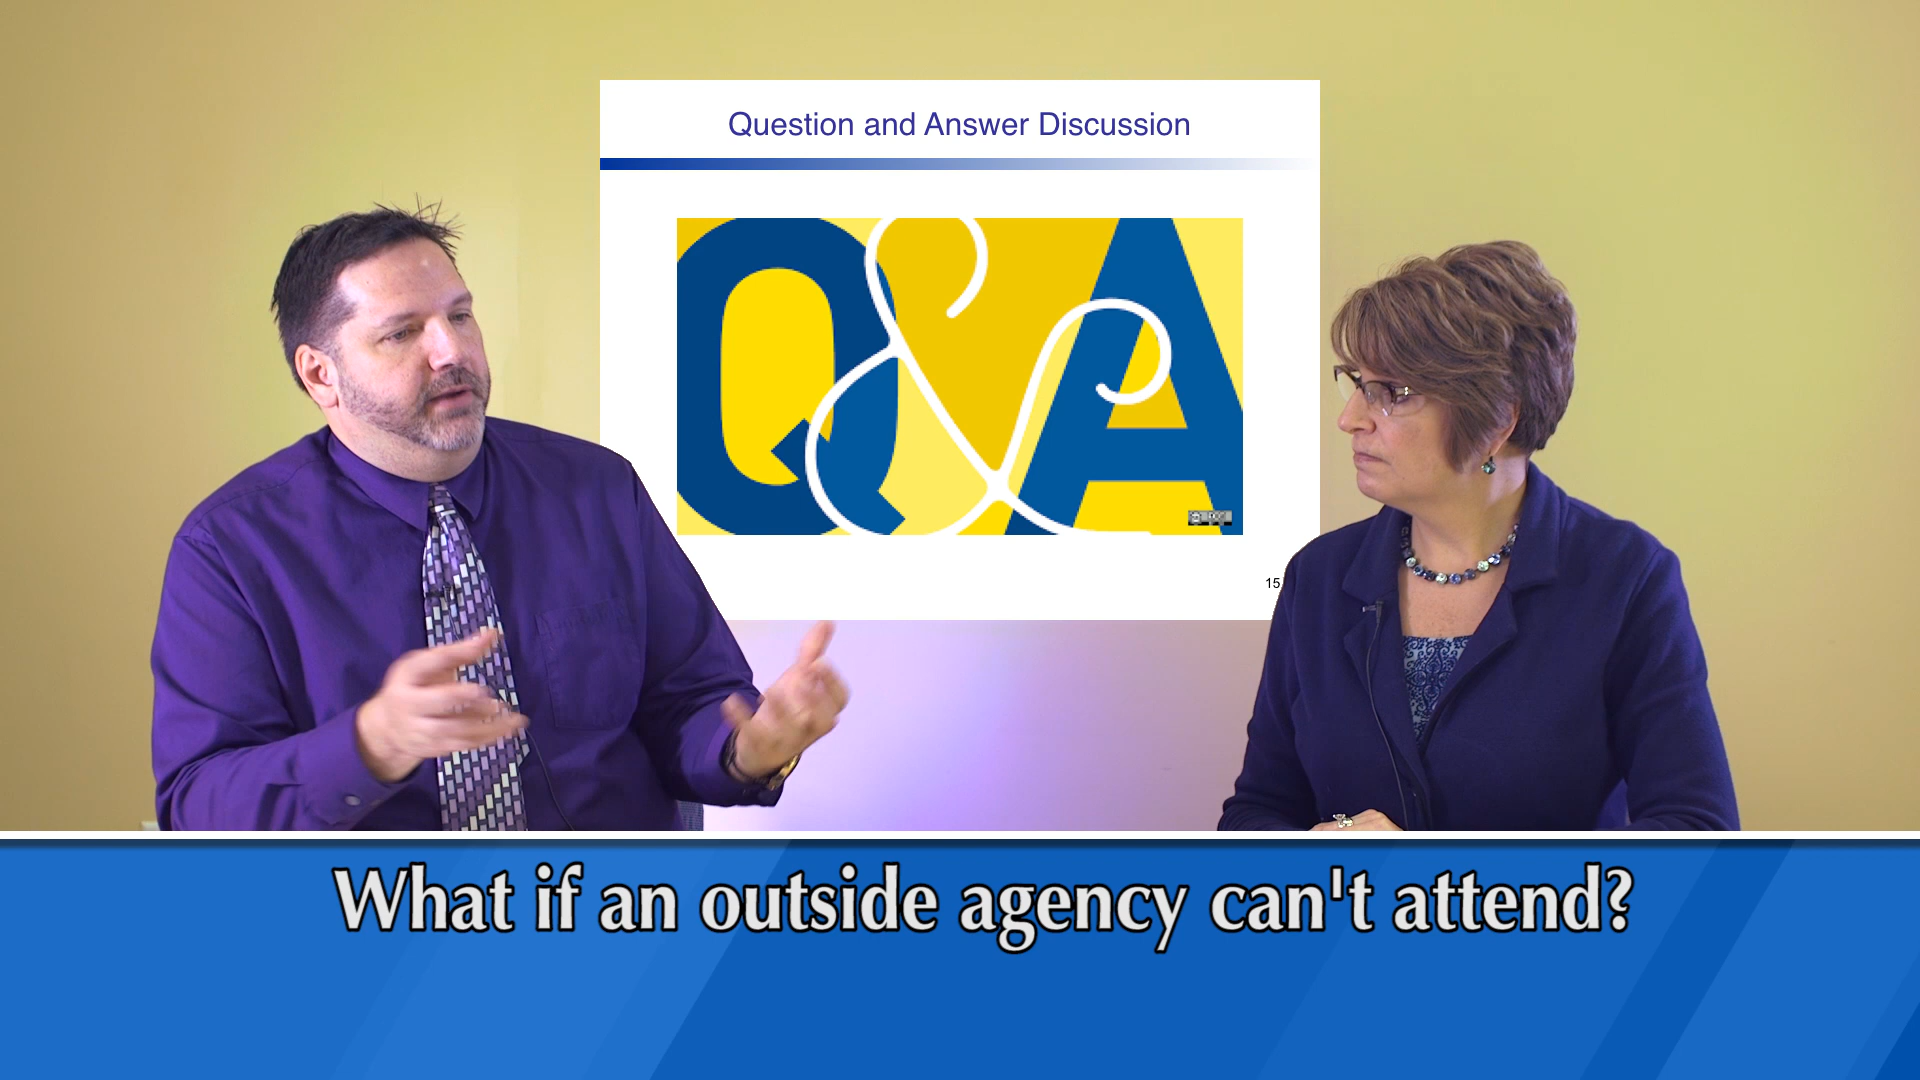 Question and Answer Discussion
Q&A
15
What if an outside agency can't attend?